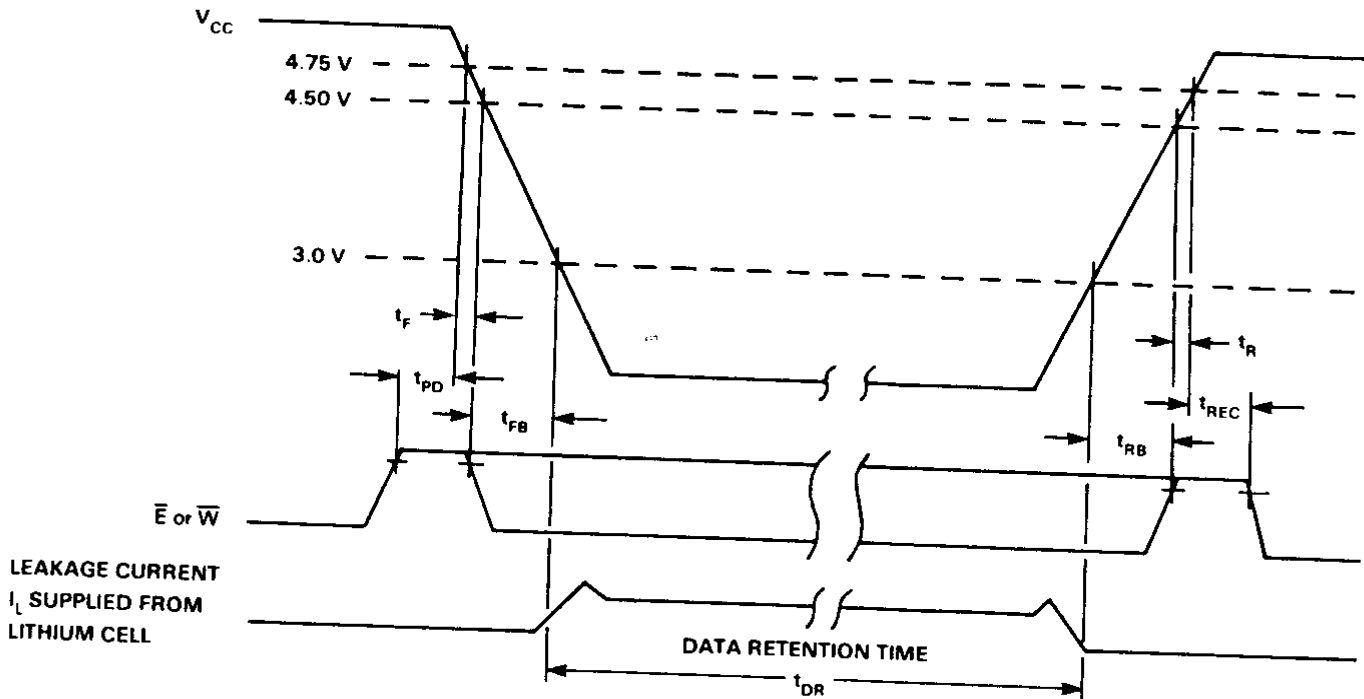 V_CC
4.75 V
4.50 V
3.0 V
t_F
t_R
t_PD
t_REC
t_FB
t_RB
E̅ or W̅
LEAKAGE CURRENT
I_L SUPPLIED FROM
LITHIUM CELL
DATA RETENTION TIME
t_DR